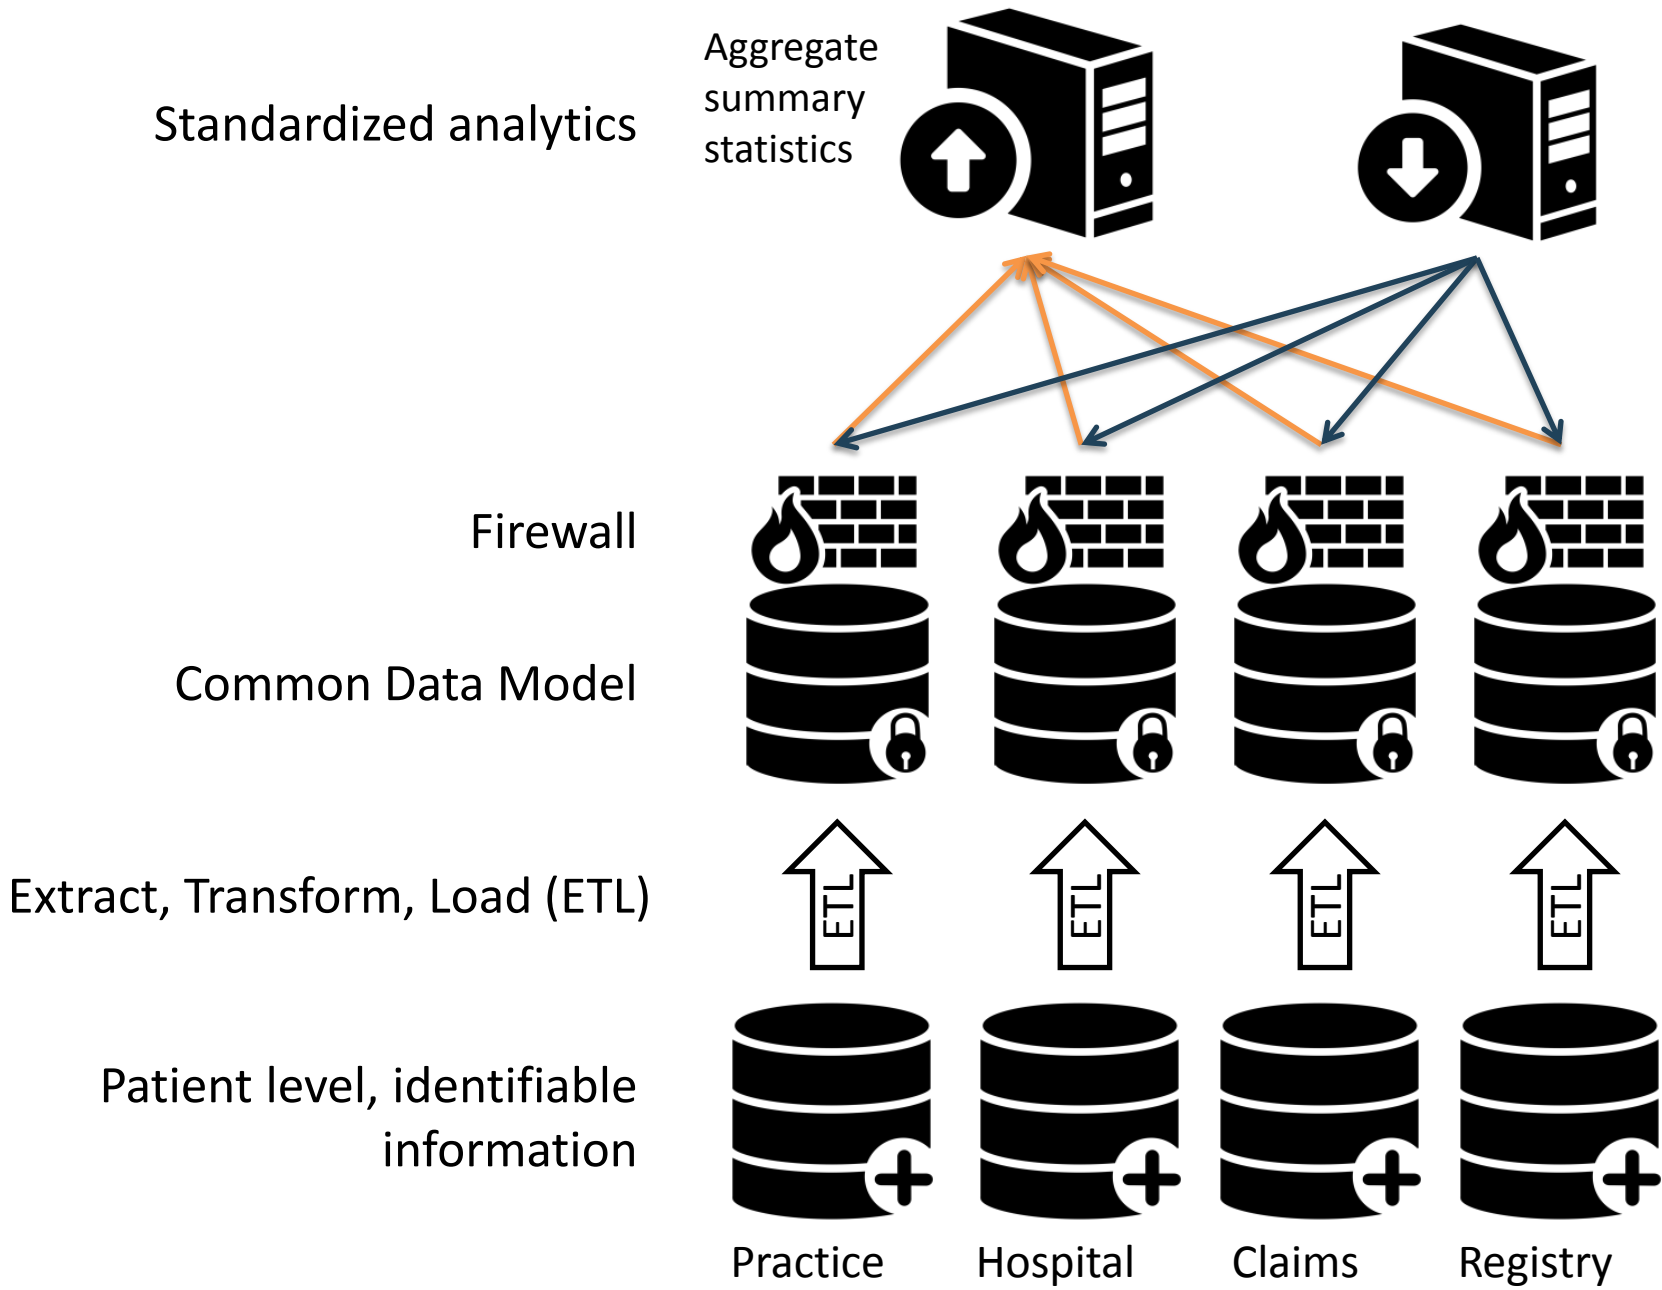 Standardized analytics
Aggregate
summary
statistics
Firewall
Common Data Model
Extract, Transform, Load (ETL)
ETL
ETL
ETL
ETL
Patient level, identifiable
information
Practice
Hospital
Claims
Registry